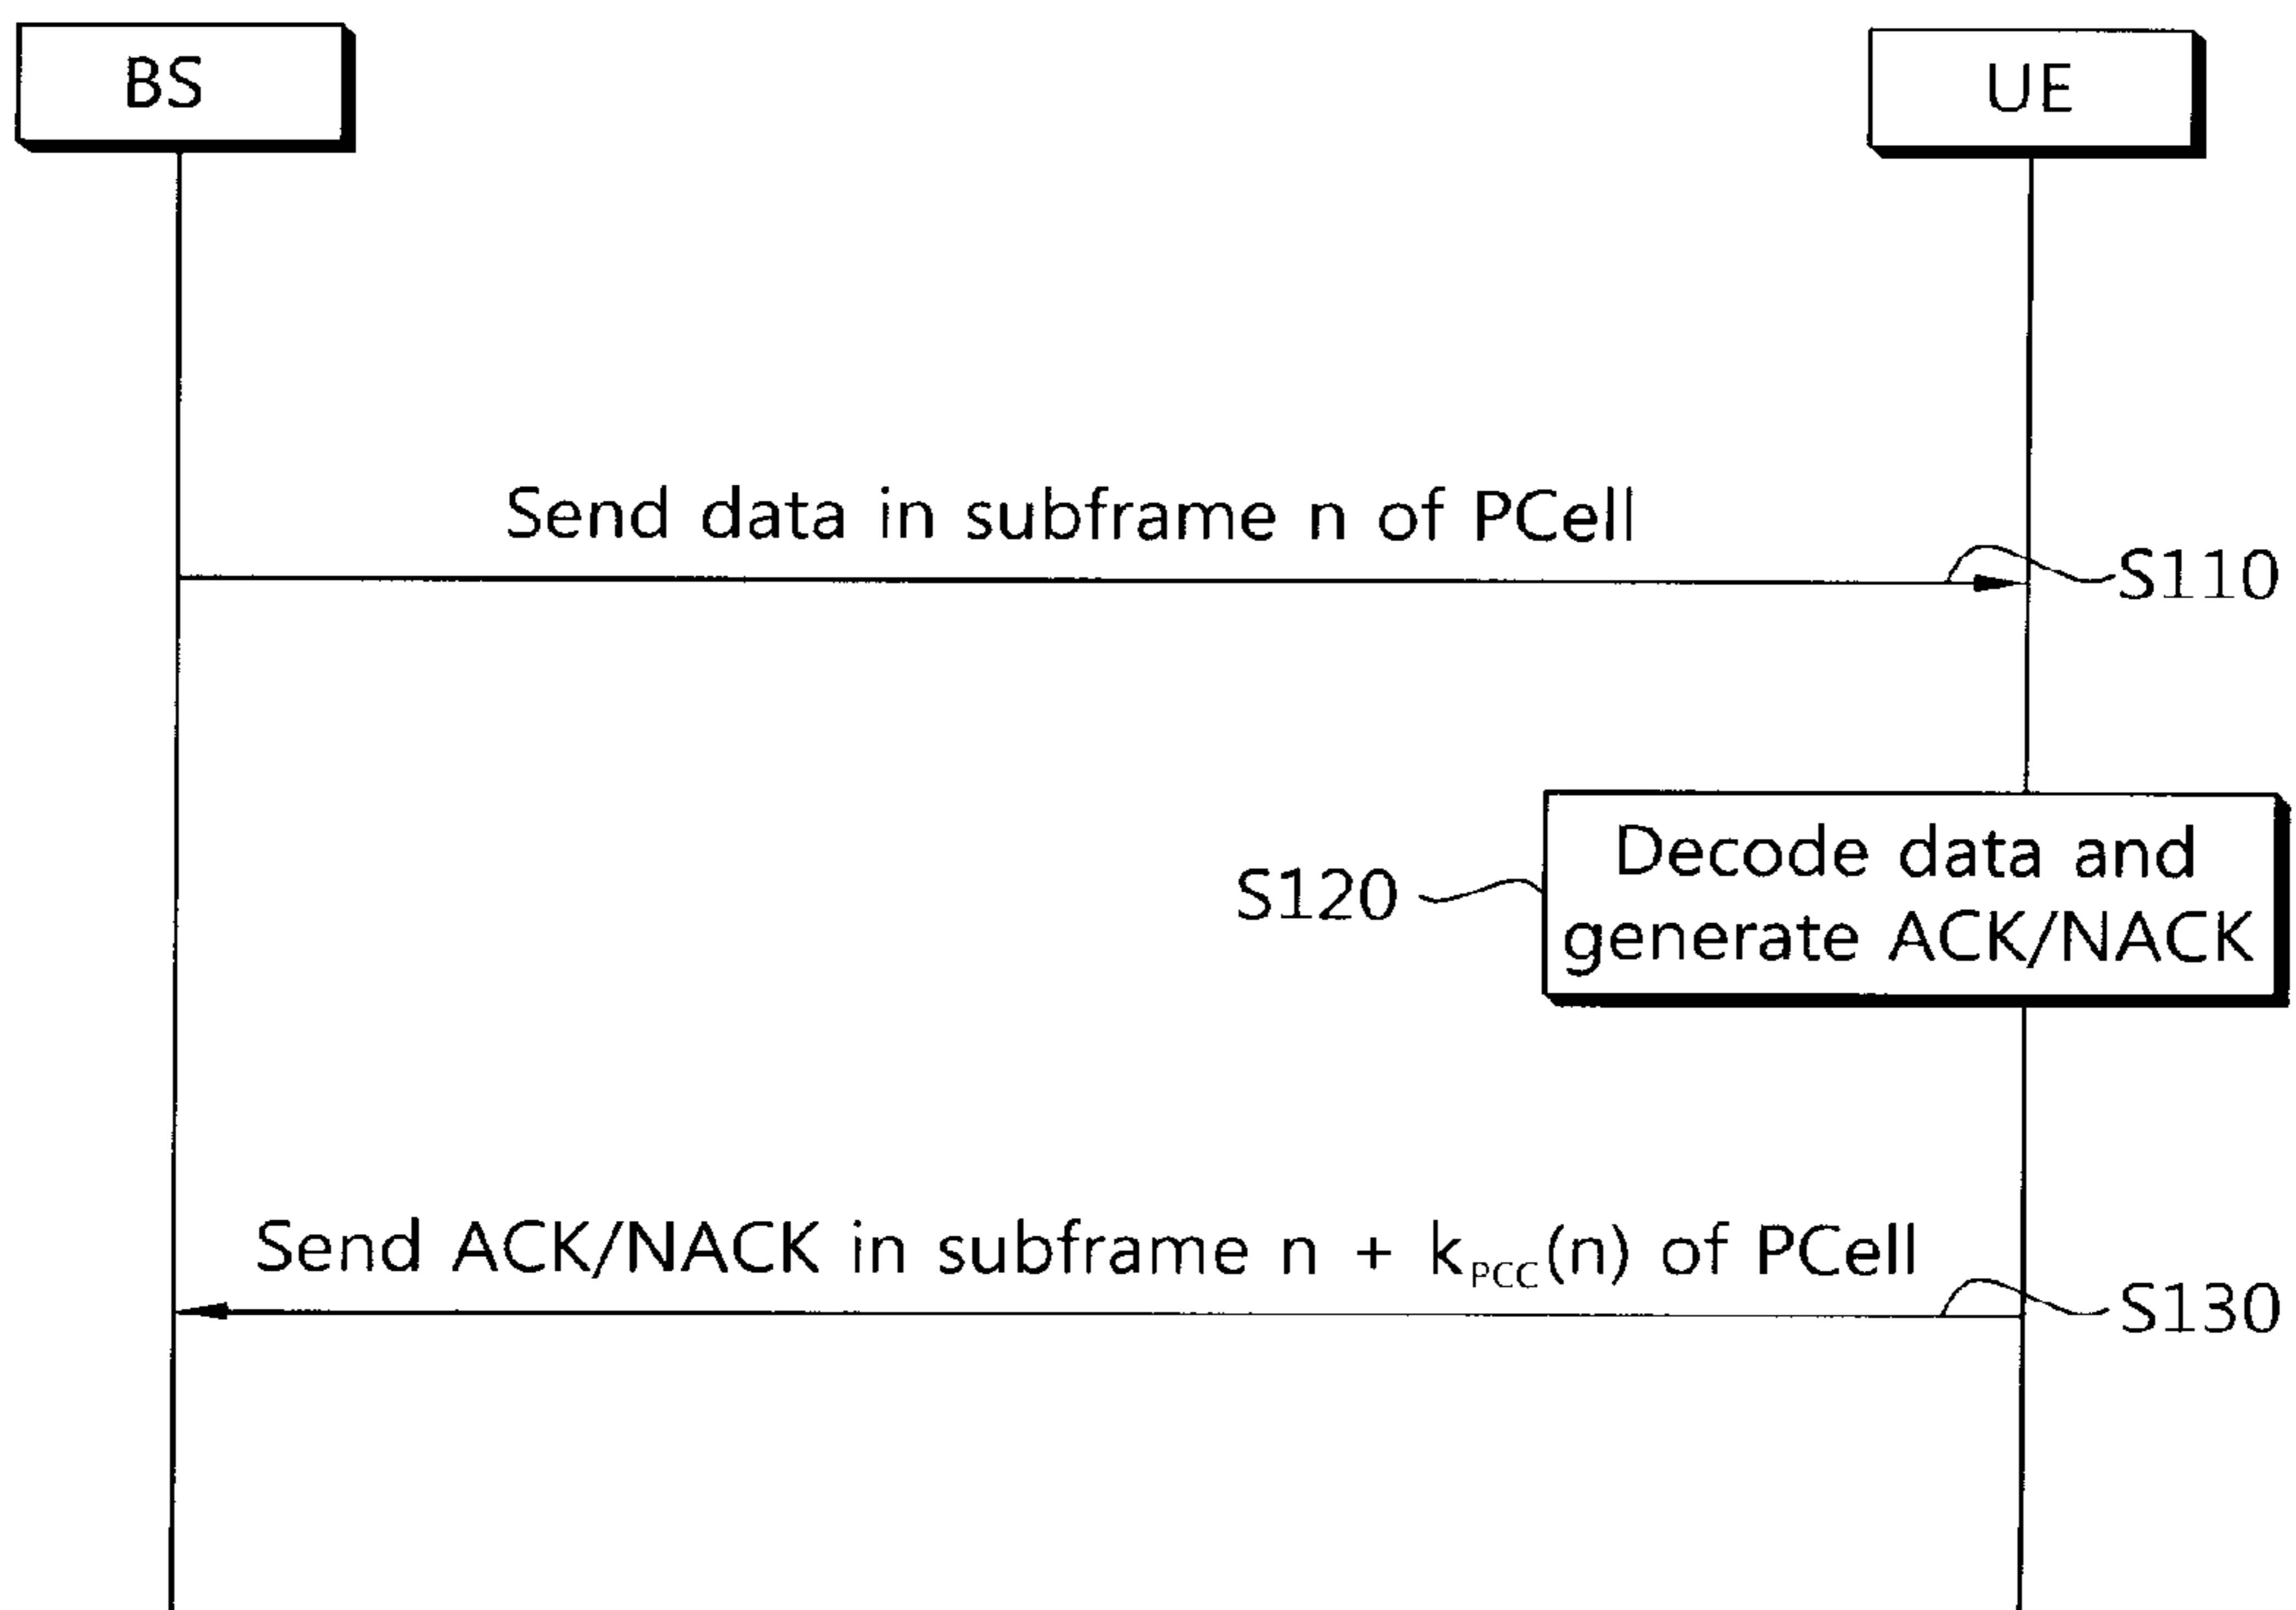 BS
UE
Send data in subframe n of PCell
S110
Decode data and
generate ACK/NACK
S120
Send ACK/NACK in subframe n + k_PCC(n) of PCell
S130